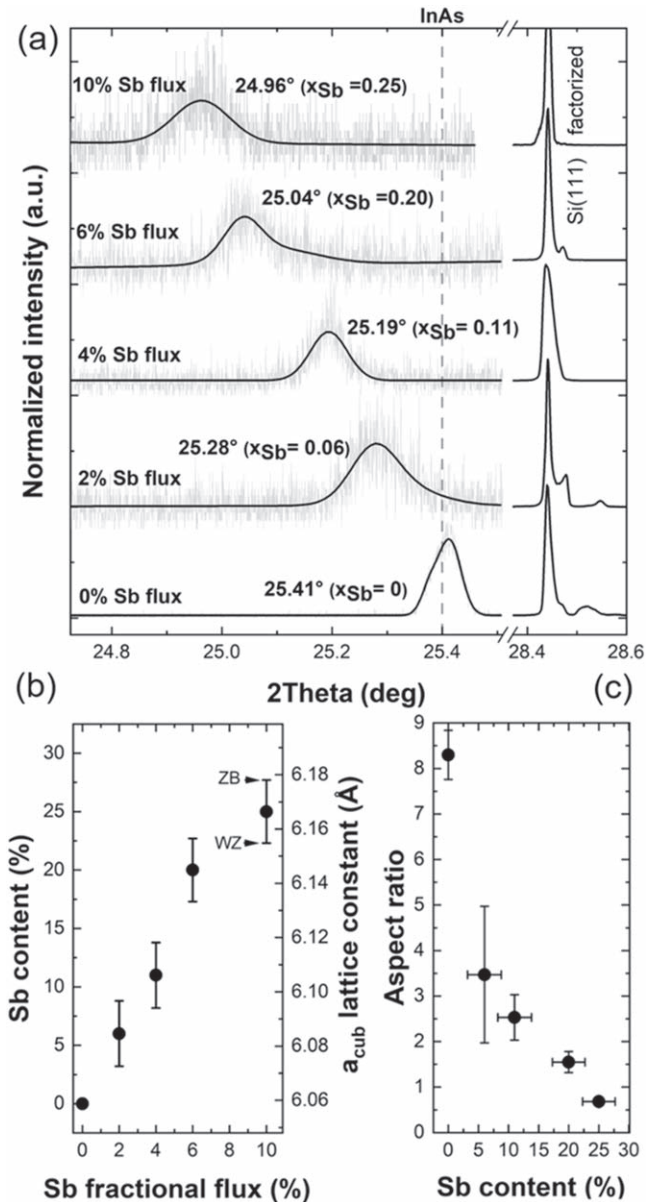 (a)
InAs
10% Sb flux
24.96° (xSb =0.25)
factorized
Si(111)
25.04° (xSb = 0.20)
6% Sb flux
25.19° (xSb= 0.11)
4% Sb flux
25.28° (xSb= 0.06)
2% Sb flux
25.41° (xSb= 0)
0% Sb flux
Normalized intensity (a.u.)
24.8 25.0 25.2 25.4 28.4 28.6
2Theta (deg)
(b)
30
25
20
15
10
5
0
Sb content (%)
ZB
WZ
6.18
6.16
6.14
6.12
6.10
6.08
6.06
acub lattice constant (Å)
0 2 4 6 8 10
Sb fractional flux (%)
(c)
9
8
7
6
5
4
3
2
1
0
Aspect ratio
0 5 10 15 20 25 30
Sb content (%)